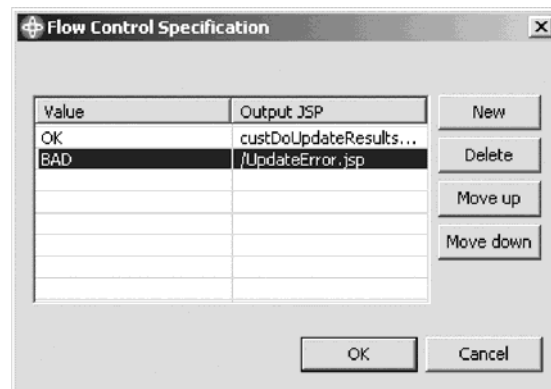 Flow Control Specification
Value Output JSP
OK custDoUpdateResults...
BAD /UpdateError.jsp
New
Delete
Move up
Move down
OK Cancel